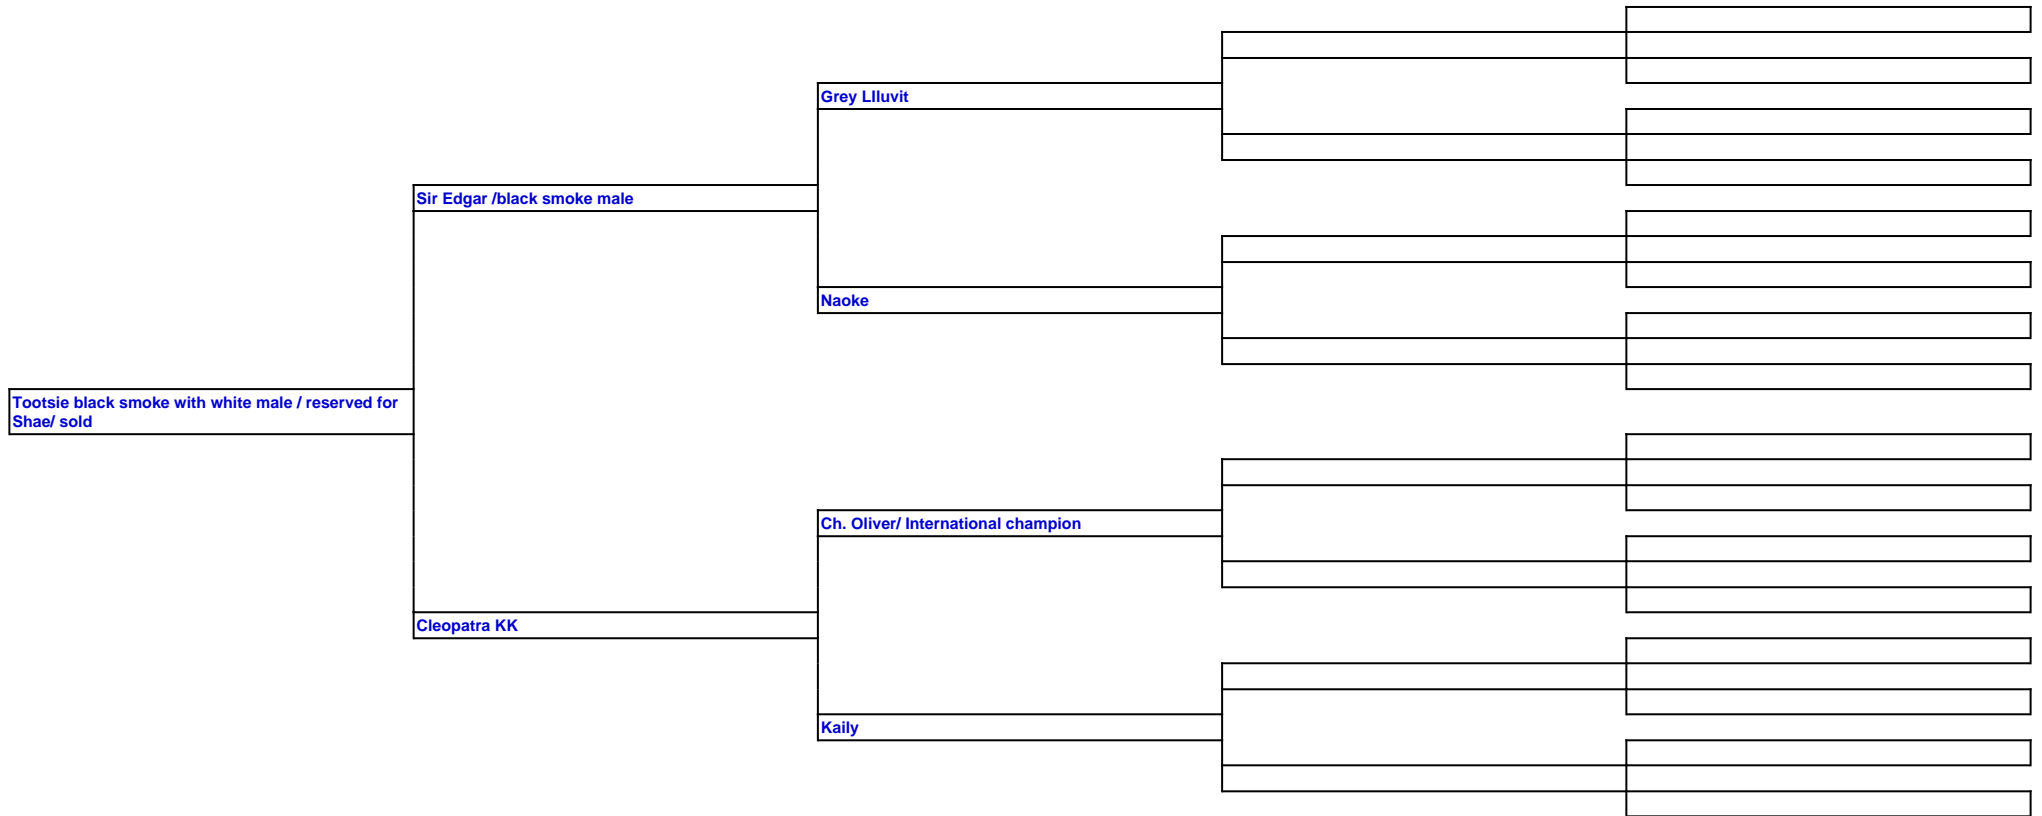 Grey LIluvit
Sir Edgar /black smoke male
Naoke
Tootsie black smoke with white male / reserved for
Shae/ sold
Ch. Oliver/ International champion
Cleopatra KK
Kaily